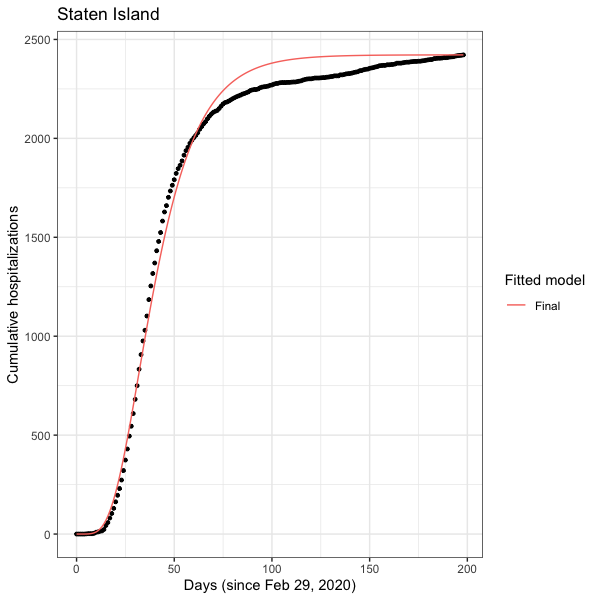 Staten Island
2500
2000
1500
1000
500
0
Cumulative hospitalizations
0 50 100 150 200
Days (since Feb 29, 2020)
Fitted model
Final